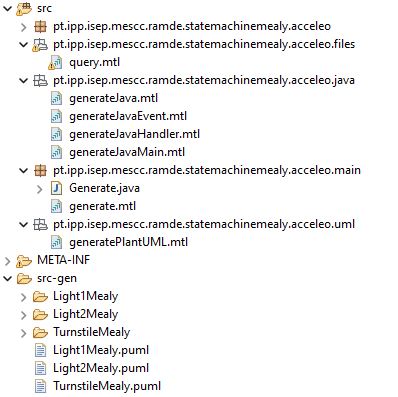 src
pt.ipp.isep.mescc.ramde.statemachinemealy.acceleo
pt.ipp.isep.mescc.ramde.statemachinemealy.acceleo.files
query.mtl
pt.ipp.isep.mescc.ramde.statemachinemealy.acceleo.java
generateJava.mtl
generateJavaEvent.mtl
generateJavaHandler.mtl
generateJavaMain.mtl
pt.ipp.isep.mescc.ramde.statemachinemealy.acceleo.main
Generate.java
generate.mtl
pt.ipp.isep.mescc.ramde.statemachinemealy.acceleo.uml
generatePlantUML.mtl
META-INF
src-gen
Light1Mealy
Light2Mealy
TurnstileMealy
Light1Mealy.puml
Light2Mealy.puml
TurnstileMealy.puml